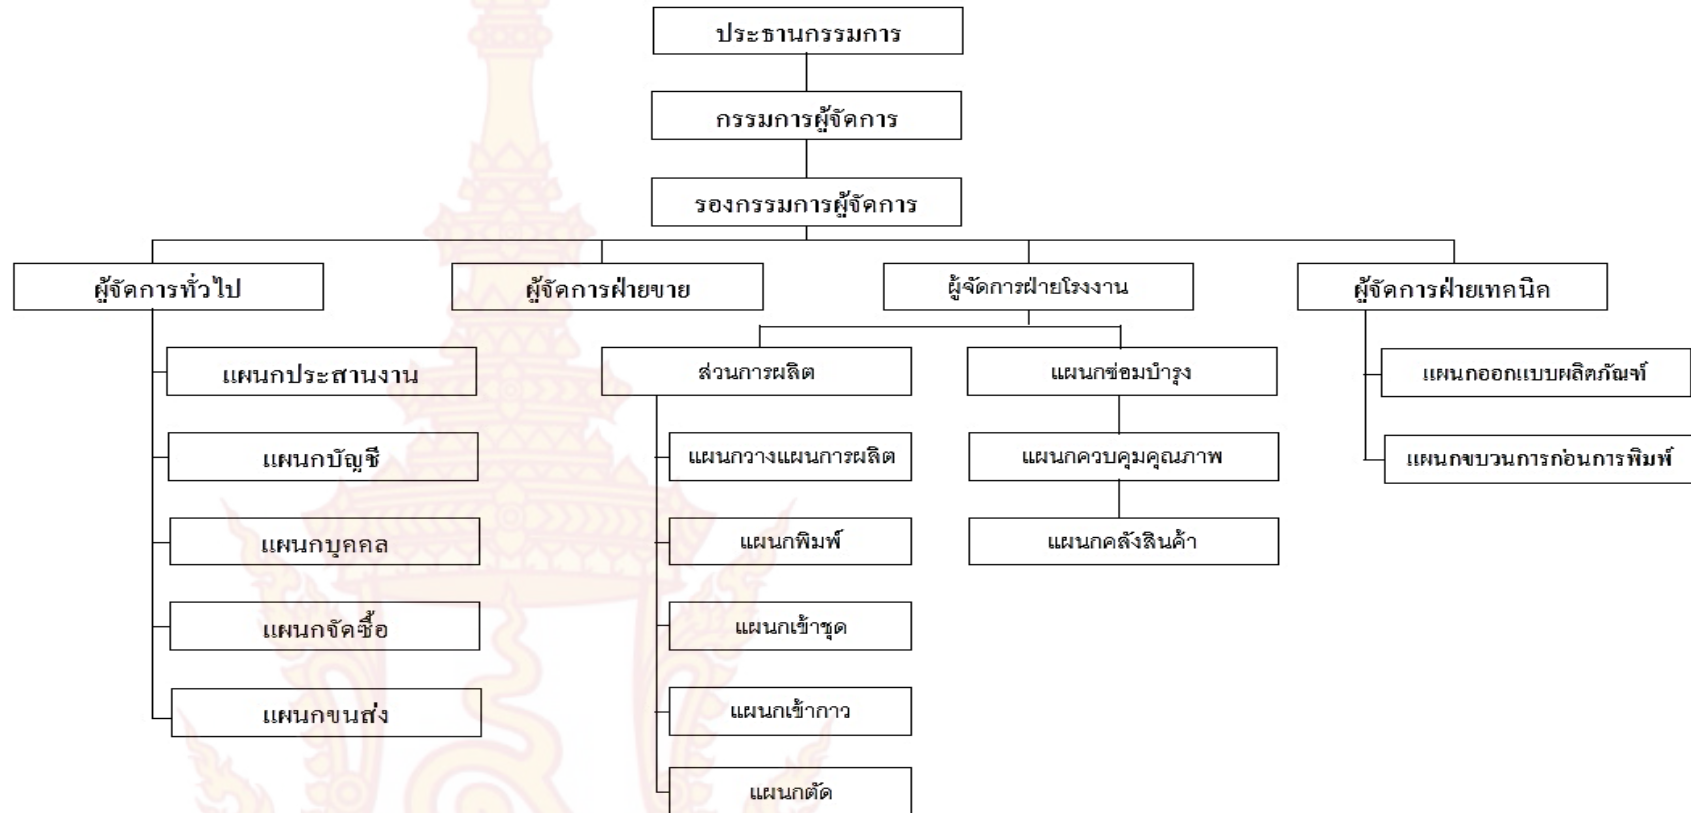 ประธานกรรมการ
กรรมการผู้จัดการ
รองกรรมการผู้จัดการ
ผู้จัดการทั่วไป
ผู้จัดการฝ่ายขาย
ผู้จัดการฝ่ายโรงงาน
ผู้จัดการฝ่ายเทคนิค
แผนกประสานงาน
ส่วนการผลิต
แผนกซ่อมบำรุง
แผนกออกแบบผลิตภัณฑ์
แผนกบัญชี
แผนกวางแผนการผลิต
แผนกควบคุมคุณภาพ
แผนกขบวนการก่อนการพิมพ์
แผนกบุคคล
แผนกพิมพ์
แผนกคลังสินค้า
แผนกจัดซื้อ
แผนกเข้าชุด
แผนกขนส่ง
แผนกเข้ากาว
แผนกตัด